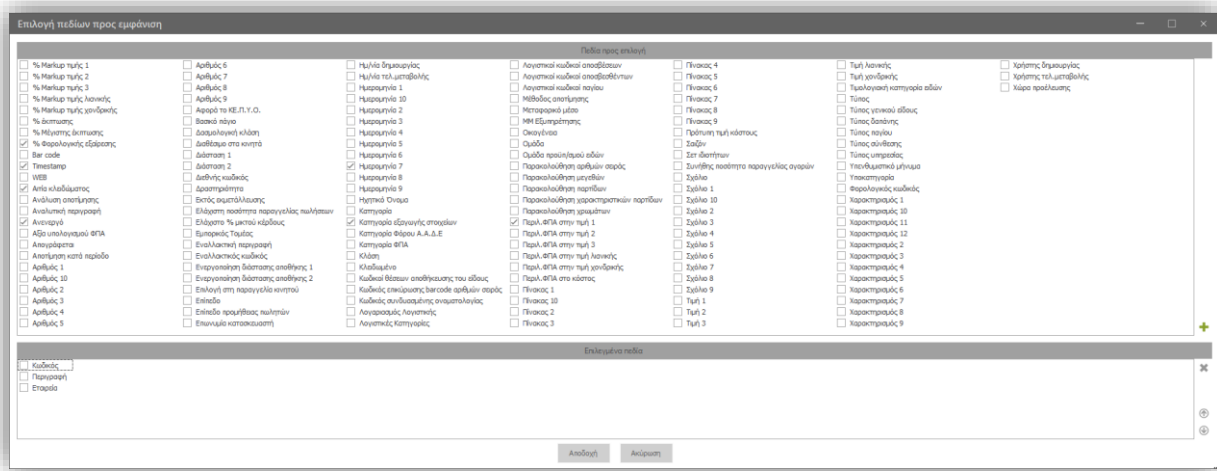 Επιλογή πεδίων προς εμφάνιση
Πεδία προς επιλογή
% Markup τιμής 1
% Markup τιμής 2
% Markup τιμής 3
% Markup τιμής λιανικής
% Markup τιμής χονδρικής
% έκπτωσης
% Μέγιστης έκπτωσης
% Φορολογικής εξαίρεσης
Bar code
Timestamp
WEB
Αιτία κλειδώματος
Ανάλυση αποτίμησης
Αναλυτική περιγραφή
Ανενεργό
Αξία υπολογισμού ΦΠΑ
Απογράφεται
Αποτίμηση κατά περίοδο
Αριθμός 1
Αριθμός 10
Αριθμός 2
Αριθμός 3
Αριθμός 4
Αριθμός 5
Αριθμός 6
Αριθμός 7
Αριθμός 8
Αριθμός 9
Αφορά το ΚΕ.Π.Υ.Ο.
Βασικό πάγιο
Δασμολογική κλάση
Διαθέσιμο στο κινητό
Διάσταση 1
Διάσταση 2
Διεθνής κωδικός
Δραστηριότητα
Εκτός εκμετάλλευσης
Ελάχιστη ποσότητα παραγγελίας πωλήσεων
Ελάχιστο % μικτού κέρδους
Εμπορικός Τομέας
Εναλλακτική περιγραφή
Εναλλακτικός κωδικός
Ενεργοποίηση διάστασης αποθήκης 1
Ενεργοποίηση διάστασης αποθήκης 2
Επιλογή στη παραγγελία κινητού
Επίπεδο
Επίπεδο προμήθειας πωλητών
Επωνυμία κατασκευαστή
Ημ/νία δημιουργίας
Ημ/νία τελ.μεταβολής
Ημερομηνία 1
Ημερομηνία 10
Ημερομηνία 2
Ημερομηνία 3
Ημερομηνία 4
Ημερομηνία 5
Ημερομηνία 6
Ημερομηνία 7
Ημερομηνία 8
Ημερομηνία 9
Ηχητικό Όνομα
Κατηγορία
Κατηγορία εξαγωγής στοιχείων
Κατηγορία Φόρου Α.Α.Δ.Ε
Κατηγορία ΦΠΑ
Κλάση
Κλειδωμένο
Κωδικοί θέσεων αποθήκευσης του είδους
Κωδικός επικύρωσης barcode αριθμών σειράς
Κωδικός συνδυασμένης ονοματολογίας
Λογαριασμός Λογιστικής
Λογιστικές Κατηγορίες
Λογιστικοί κωδικοί αποσβέσεων
Λογιστικοί κωδικοί αποσβεσθέντων
Λογιστικοί κωδικοί παγίου
Μέθοδος αποτίμησης
Μεταφορικό μέσο
ΜΜ Εξυπηρέτησης
Οικογένεια
Ομάδα
Ομάδα προϋπ/σμού ειδών
Παρακολούθηση αριθμών σειράς
Παρακολούθηση μεγεθών
Παρακολούθηση παρτίδων
Παρακολούθηση χαρακτηριστικών παρτίδων
Παρακολούθηση χρωμάτων
Περιλ.ΦΠΑ στην τιμή 1
Περιλ.ΦΠΑ στην τιμή 2
Περιλ.ΦΠΑ στην τιμή 3
Περιλ.ΦΠΑ στην τιμή λιανικής
Περιλ.ΦΠΑ στην τιμή χονδρικής
Περιλ.ΦΠΑ στο κόστος
Πίνακας 1
Πίνακας 10
Πίνακας 2
Πίνακας 3
Πίνακας 4
Πίνακας 5
Πίνακας 6
Πίνακας 7
Πίνακας 8
Πίνακας 9
Πρότυπη τιμή κόστους
Σαιζόν
Σετ ιδιοτήτων
Συνήθης ποσότητα παραγγελίας αγορών
Σχόλιο
Σχόλιο 1
Σχόλιο 10
Σχόλιο 2
Σχόλιο 3
Σχόλιο 4
Σχόλιο 5
Σχόλιο 6
Σχόλιο 7
Σχόλιο 8
Σχόλιο 9
Τιμή 1
Τιμή 2
Τιμή 3
Τιμή λιανικής
Τιμή χονδρικής
Τιμολογιακή κατηγορία ειδών
Τύπος
Τύπος γενικού είδους
Τύπος δαπάνης
Τύπος παγίου
Τύπος σύνθεσης
Τύπος υπηρεσίας
Υπενθυμιστικό μήνυμα
Υποκατηγορία
Φορολογικός κωδικός
Χαρακτηρισμός 1
Χαρακτηρισμός 10
Χαρακτηρισμός 11
Χαρακτηρισμός 12
Χαρακτηρισμός 2
Χαρακτηρισμός 3
Χαρακτηρισμός 4
Χαρακτηρισμός 5
Χαρακτηρισμός 6
Χαρακτηρισμός 7
Χαρακτηρισμός 8
Χαρακτηρισμός 9
Χρήστης δημιουργίας
Χρήστης τελ.μεταβολής
Χώρα προέλευσης
Επιλεγμένα πεδία
Κωδικός
Περιγραφή
Εταιρεία
Αποδοχή
Ακύρωση